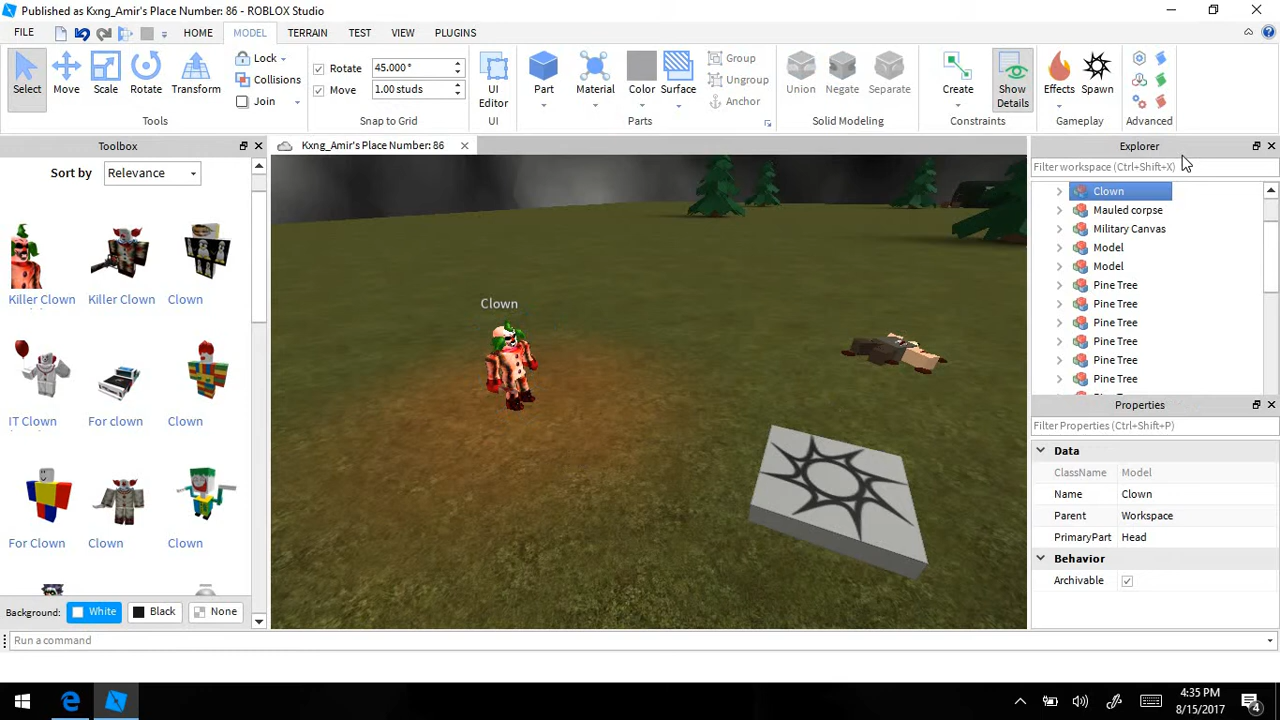 Published as Kxng_Amir's Place Number: 86 - ROBLOX Studio
FILE HOME MODEL TERRAIN TEST VIEW PLUGINS
Select Move Scale Rotate Transform
Tools
Lock
Collisions
Join
Rotate 45.000 °
Move 1.00 studs
Snap to Grid
UI Editor
UI
Part Material Color Surface
Group
Ungroup
Anchor
Parts
Union Negate Separate
Solid Modeling
Create Show Details
Constraints
Effects Spawn
Gameplay
Advanced
Toolbox
Sort by Relevance
Killer Clown Killer Clown Clown
IT Clown For clown Clown
For Clown Clown Clown
Background: White Black None
Kxng_Amir's Place Number: 86
Clown
Explorer
Filter workspace (Ctrl+Shift+X)
Clown
Mauled corpse
Military Canvas
Model
Model
Pine Tree
Pine Tree
Pine Tree
Pine Tree
Pine Tree
Pine Tree
Properties
Filter Properties (Ctrl+Shift+P)
Data
ClassName Model
Name Clown
Parent Workspace
PrimaryPart Head
Behavior
Archivable
Run a command
4:35 PM
8/15/2017
4